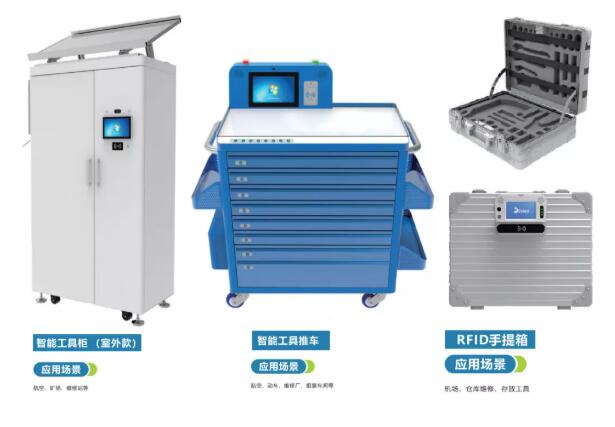 智能工具柜 （室外款）
应用场景
航空、矿场、维修站等
智能工具推车
应用场景
航空、动车、维修厂、组装车间等
RFID手提箱
应用场景
机场、仓库维修、存放工具